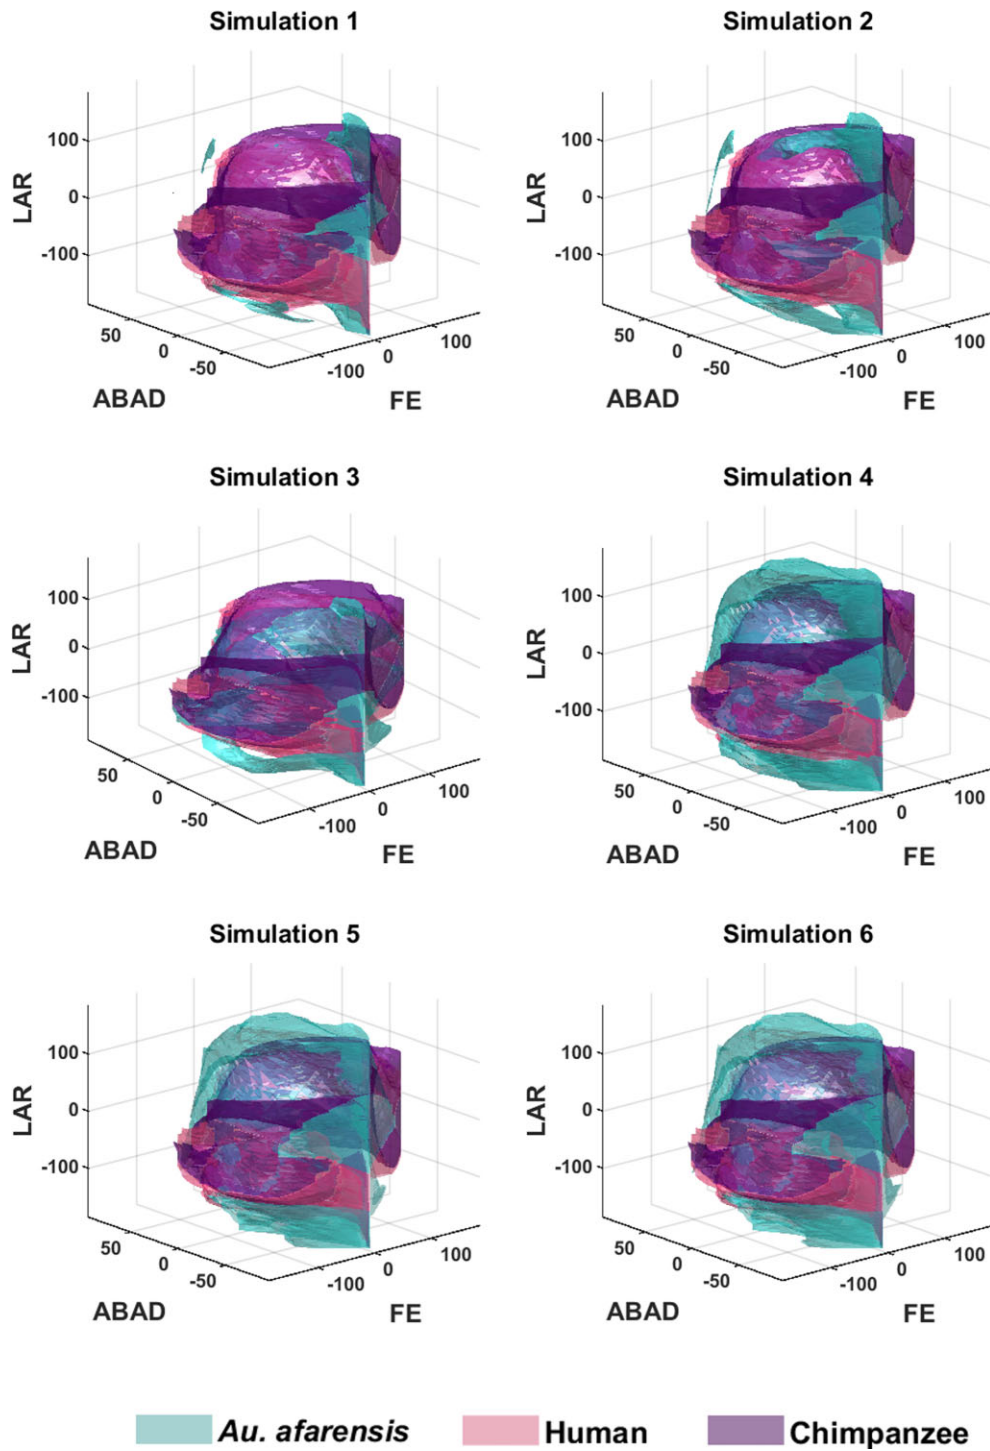 Simulation 1
Simulation 2
100
0
-100
LAR
50
0
-50
ABAD
-100
0
100
FE
100
0
-100
LAR
50
0
-50
ABAD
-100
0
100
FE
Simulation 3
Simulation 4
100
0
-100
LAR
50
0
-50
ABAD
-100
0
100
FE
100
0
-100
LAR
50
0
-50
ABAD
-100
0
100
FE
Simulation 5
Simulation 6
100
0
-100
LAR
50
0
-50
ABAD
-100
0
100
FE
100
0
-100
LAR
50
0
-50
ABAD
-100
0
100
FE
Au. afarensis
Human
Chimpanzee